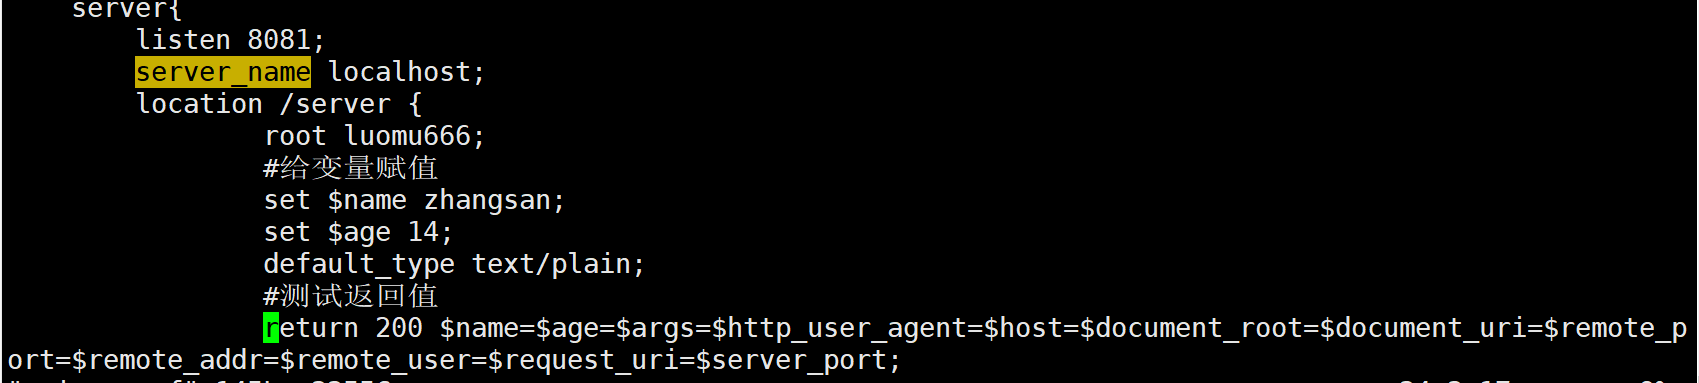 server{
listen 8081;
server_name localhost;
location /server {
root luomu666;
#给变量赋值
set $name zhangsan;
set $age 14;
default_type text/plain;
#测试返回值
return 200 $name=$age=$args=$http_user_agent=$host=$document_root=$document_uri=$remote_p
ort=$remote_addr=$remote_user=$request_uri=$server_port;